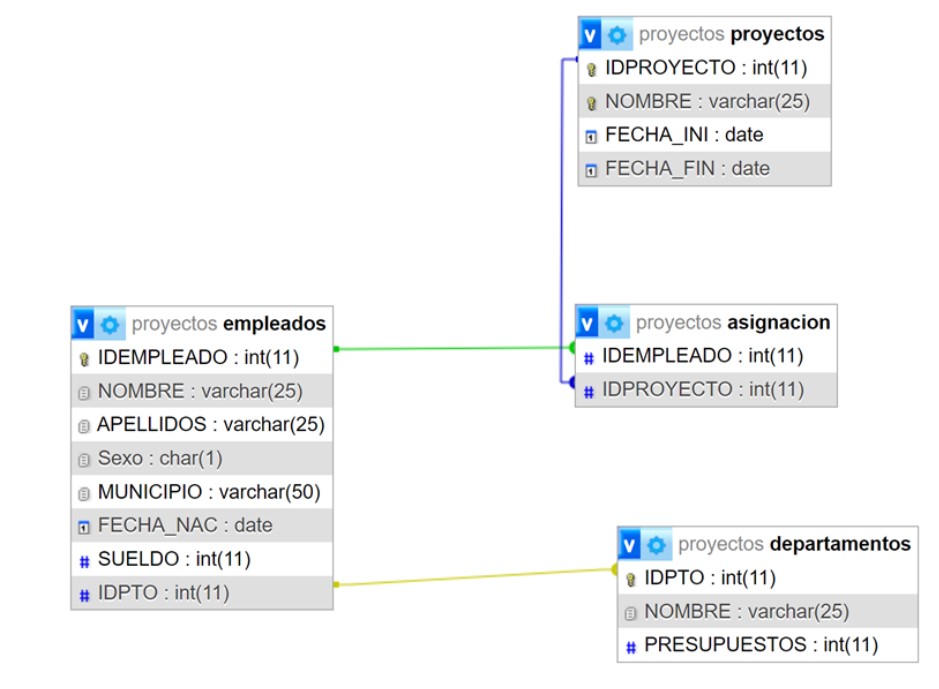 proyectos proyectos
IDPROYECTO : int(11)
NOMBRE : varchar(25)
FECHA_INI : date
FECHA_FIN : date
proyectos empleados
IDEMPLEADO : int(11)
NOMBRE : varchar(25)
APELLIDOS : varchar(25)
Sexo : char(1)
MUNICIPIO : varchar(50)
FECHA_NAC : date
SUELDO : int(11)
IDPTO : int(11)
proyectos asignacion
IDEMPLEADO : int(11)
IDPROYECTO : int(11)
proyectos departamentos
IDPTO : int(11)
NOMBRE : varchar(25)
PRESUPUESTOS : int(11)